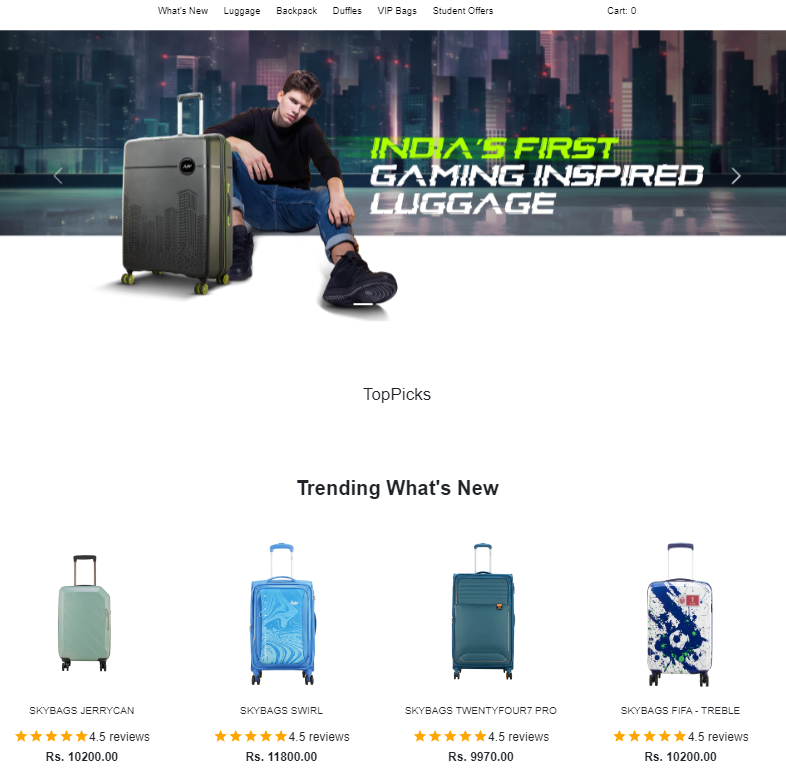 What's New Luggage Backpack Duffles VIP Bags Student Offers Cart: 0
INDIA'S FIRST
GAMING INSPIRED
LUGGAGE
TopPicks
Trending What's New
SKYBAGS JERRYCAN SKYBAGS SWIRL SKYBAGS TWENTYFOUR7 PRO SKYBAGS FIFA - TREBLE
4.5 reviews 4.5 reviews 4.5 reviews 4.5 reviews
Rs. 10200.00 Rs. 11800.00 Rs. 9970.00 Rs. 10200.00